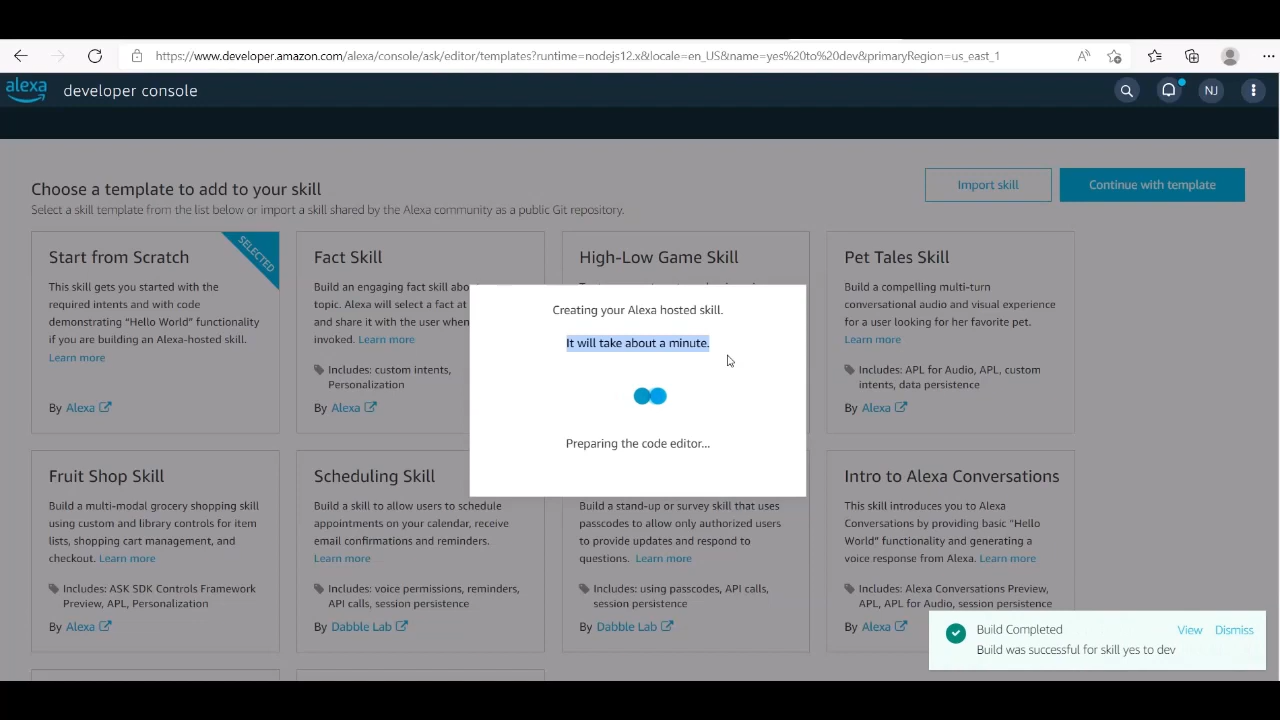 https://www.developer.amazon.com/alexa/console/ask/editor/templates?runtime=nodejs12.x&locale=en_US&name=yes%20to%20dev&primaryRegion=us_east_1
alexa developer console
NJ
Choose a template to add to your skill
Select a skill template from the list below or import a skill shared by the Alexa community as a public Git repository.
Import skill
Continue with template
Start from Scratch
SELECTED
This skill gets you started with the
required intents and with code
demonstrating “Hello World” functionality
if you are building an Alexa-hosted skill.
Learn more
By Alexa
Fact Skill
Build an engaging fact skill abo
topic. Alexa will select a fact at
and share it with the user when
invoked. Learn more
Includes: custom intents,
Personalization
By Alexa
High-Low Game Skill
Pet Tales Skill
Build a compelling multi-turn
conversational audio and visual experience
for a user looking for her favorite pet.
Learn more
Includes: APL for Audio, APL, custom
intents, data persistence
By Alexa
Creating your Alexa hosted skill.
It will take about a minute.
Preparing the code editor...
Fruit Shop Skill
Build a multi-modal grocery shopping skill
using custom and library controls for item
lists, shopping cart management, and
checkout. Learn more
Includes: ASK SDK Controls Framework
Preview, APL, Personalization
By Alexa
Scheduling Skill
Build a skill to allow users to schedule
appointments on your calendar, receive
email confirmations and reminders.
Learn more
Includes: voice permissions, reminders,
API calls, session persistence
By Dabble Lab
Build a stand-up or survey skill that uses
passcodes to allow only authorized users
to provide updates and respond to
questions. Learn more
Includes: using passcodes, API calls,
session persistence
By Dabble Lab
Intro to Alexa Conversations
This skill introduces you to Alexa
Conversations by providing basic “Hello
World” functionality and generating a
voice response from Alexa. Learn more
Includes: Alexa Conversations Preview,
APL, APL for Audio, session persistence
By Alexa
Build Completed
View
Dismiss
Build was successful for skill yes to dev